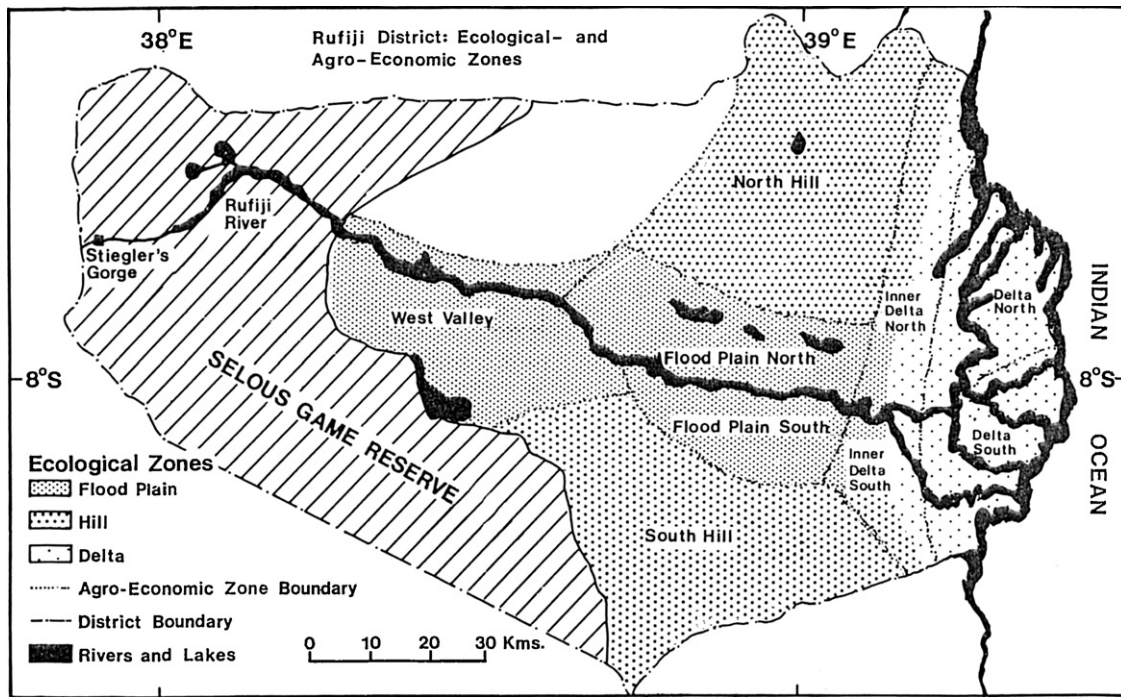 38°E
Rufiji District: Ecological- and
Agro-Economic Zones
39°E
North Hill
Rufiji
River
Stiegler's
Gorge
Inner
Delta
North
Delta
North
INDIAN
West Valley
Flood Plain North
8°S
8°S
SELOUS GAME RESERVE
Flood Plain South
Delta
South
Inner
Delta
South
OCEAN
South Hill
Ecological Zones
Flood Plain
Hill
Delta
Agro-Economic Zone Boundary
District Boundary
Rivers and Lakes
0 10 20 30 Kms.